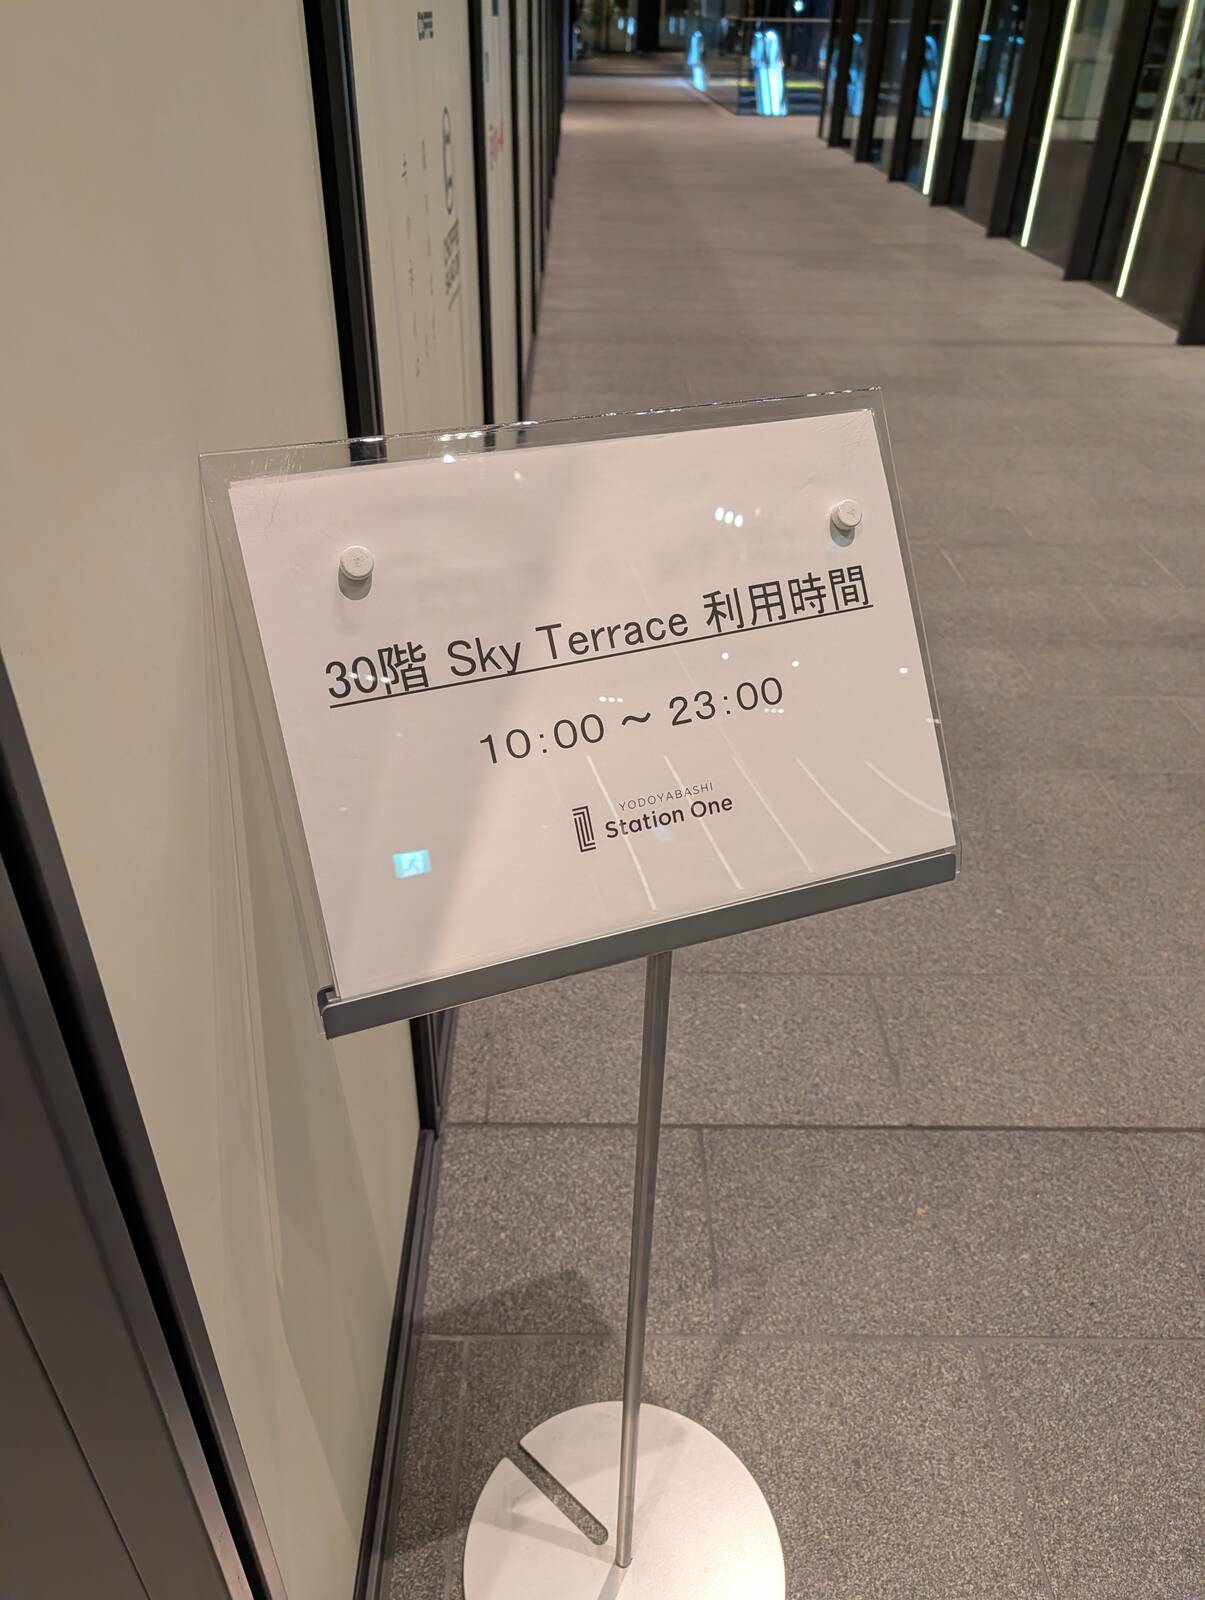 30階 Sky Terrace 利用時間
10:00 ～ 23:00
YODOYABASHI
Station One